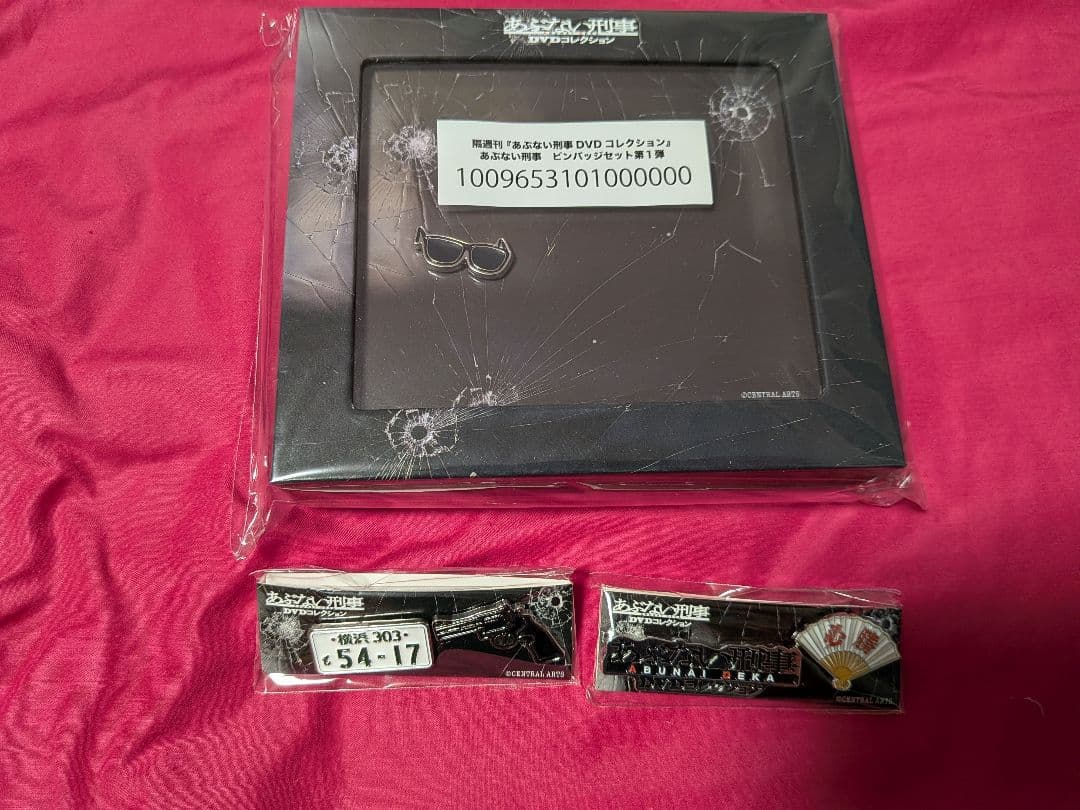 あぶない刑事
DVDコレクション
隔週刊『あぶない刑事 DVD コレクション』
あぶない刑事　ピンバッジセット第1弾
1009653101000000
©CENTRAL ARTS
あぶない刑事
DVDコレクション
・横浜 303・
54-17
©CENTRAL ARTS
あぶない刑事
DVDコレクション
あぶない刑事
ABUNAI DEKA
必勝
©CENTRAL ARTS